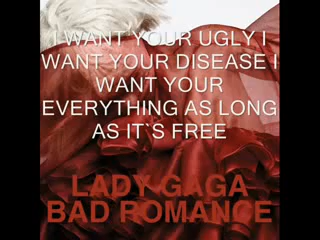 I WANT YOUR UGLY I
WANT YOUR DISEASE I
WANT YOUR
EVERYTHING AS LONG
AS IT`S FREE
LADY GAGA
BAD ROMANCE